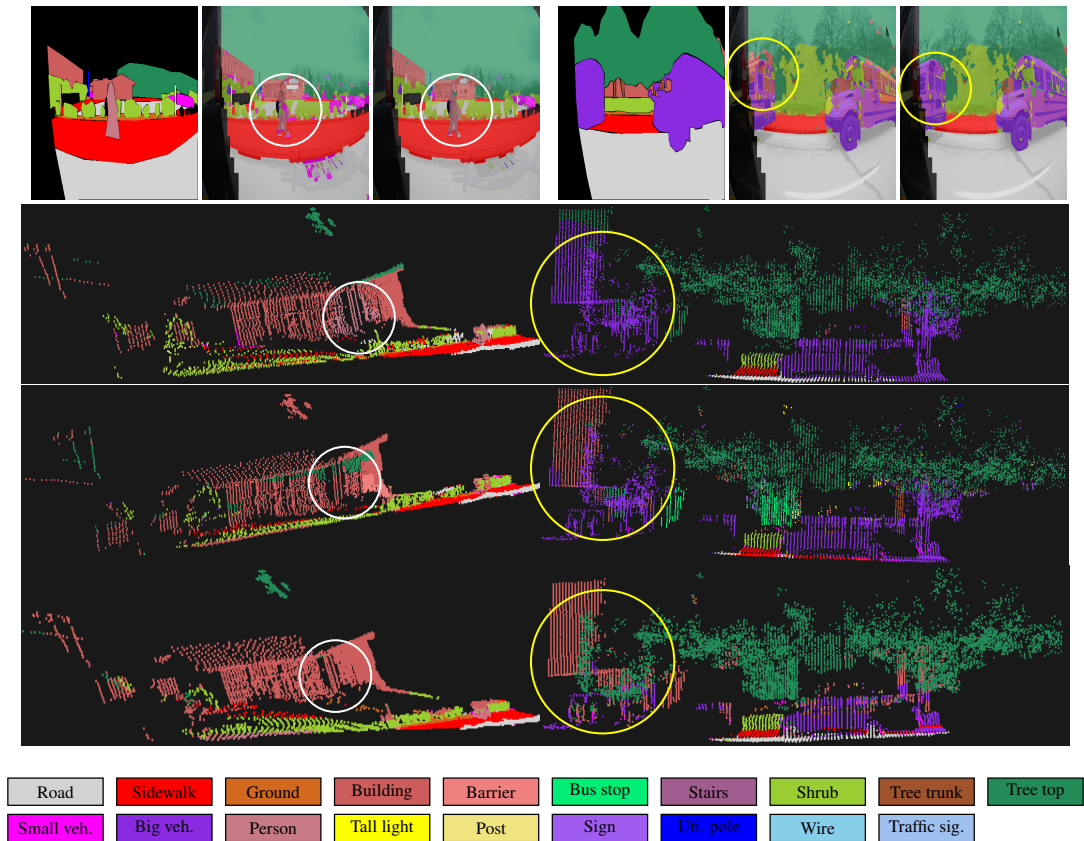 Road Sidewalk Ground Building Barrier Bus stop Stairs Shrub Tree trunk Tree top
Small veh. Big veh. Person Tall light Post Sign Uti. pole Wire Traffic sig.